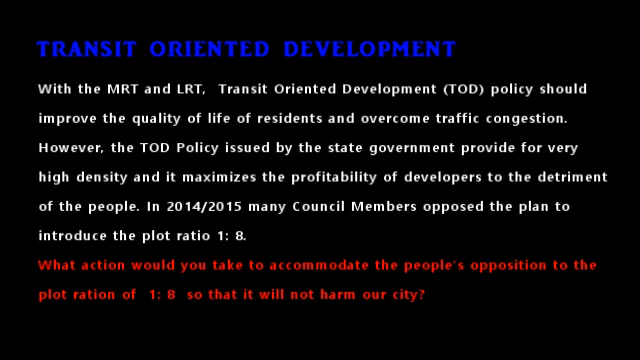 TRANSIT ORIENTED DEVELOPMENT
With the MRT and LRT,  Transit Oriented Development (TOD) policy should
improve the quality of life of residents and overcome traffic congestion.
However, the TOD Policy issued by the state government provide for very
high density and it maximizes the profitability of developers to the detriment
of the people. In 2014/2015 many Council Members opposed the plan to
introduce the plot ratio 1: 8.
What action would you take to accommodate the people's opposition to the
plot ration of  1: 8  so that it will not harm our city?